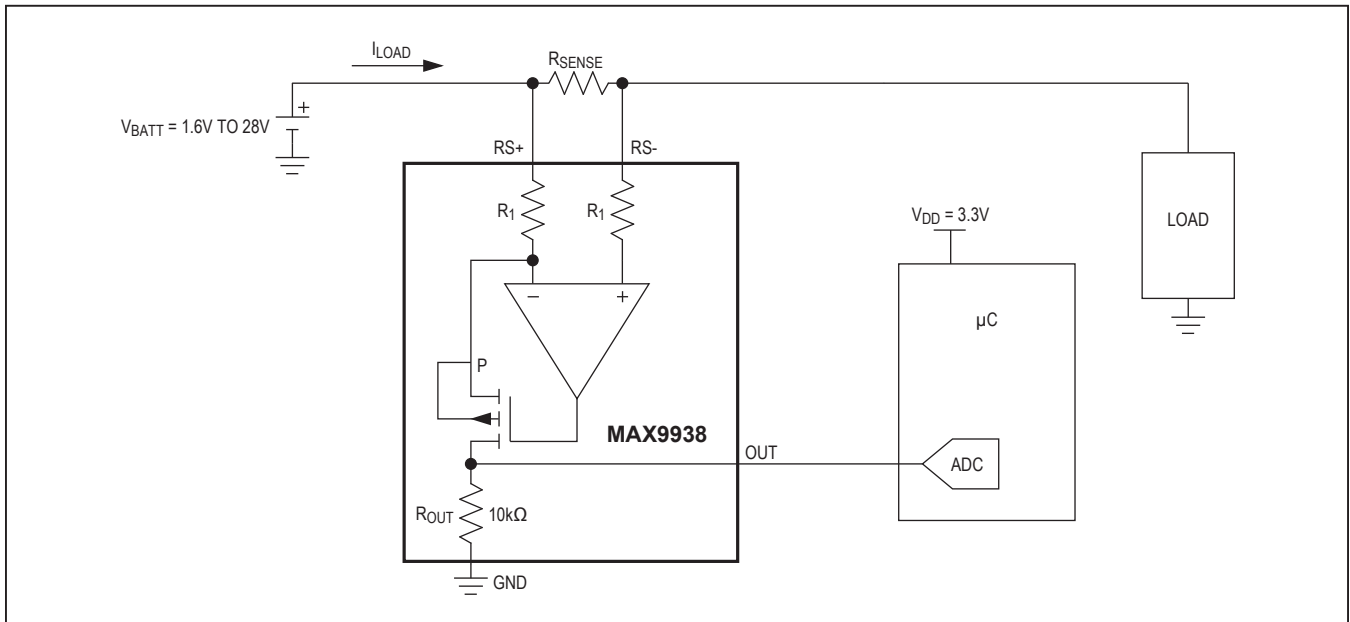 ILOAD
RSENSE
+
VBATT = 1.6V TO 28V
RS+
RS-
R1
R1
VDD = 3.3V
LOAD
− +
µC
P
MAX9938
OUT
ADC
ROUT
10kΩ
GND